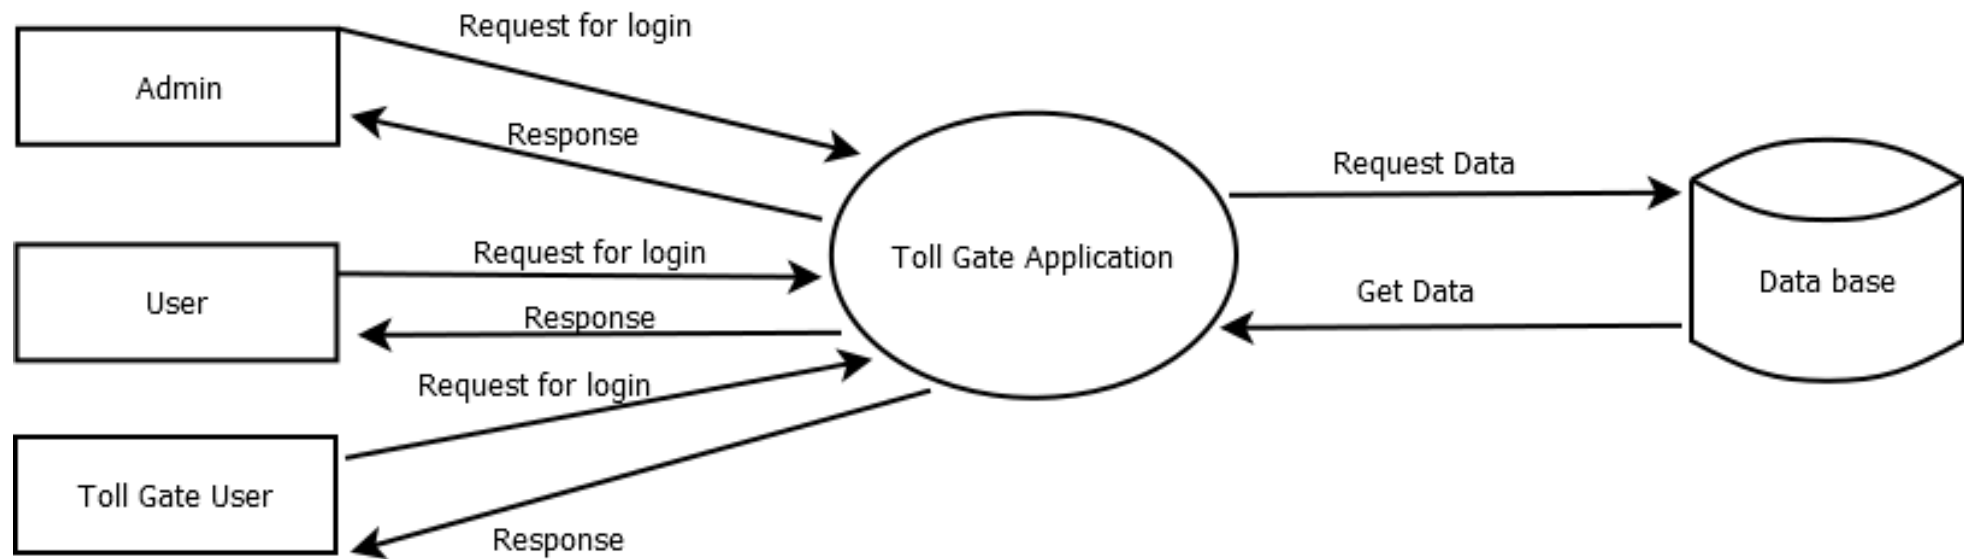 Request for login
Admin
Response
Request Data
Request for login
Toll Gate Application
Data base
User
Get Data
Response
Request for login
Toll Gate User
Response